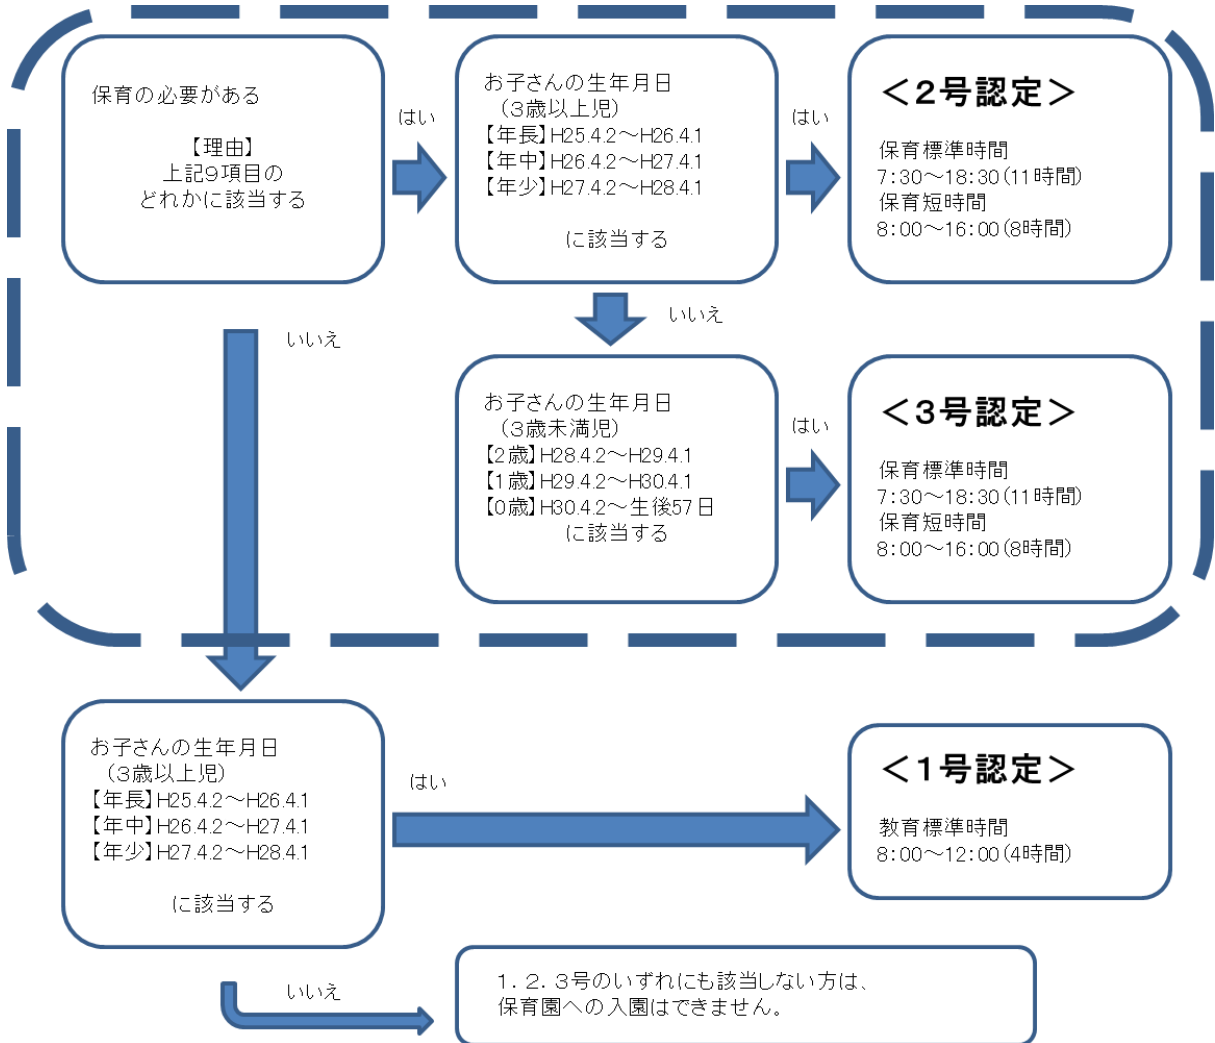 保育の必要がある
【理由】
上記9項目の
どれかに該当する
はい
お子さんの生年月日
(3歳以上児)
【年長】H25.4.2～H26.4.1
【年中】H26.4.2～H27.4.1
【年少】H27.4.2～H28.4.1
に該当する
はい
＜2号認定＞
保育標準時間
7:30～18:30(11時間)
保育短時間
8:00～16:00(8時間)
いいえ
いいえ
お子さんの生年月日
(3歳未満児)
【2歳】H28.4.2～H29.4.1
【1歳】H29.4.2～H30.4.1
【0歳】H30.4.2～生後57日
に該当する
はい
＜3号認定＞
保育標準時間
7:30～18:30(11時間)
保育短時間
8:00～16:00(8時間)
お子さんの生年月日
(3歳以上児)
【年長】H25.4.2～H26.4.1
【年中】H26.4.2～H27.4.1
【年少】H27.4.2～H28.4.1
に該当する
はい
＜1号認定＞
教育標準時間
8:00～12:00(4時間)
いいえ
1．2．3号のいずれにも該当しない方は、
保育園への入園はできません。